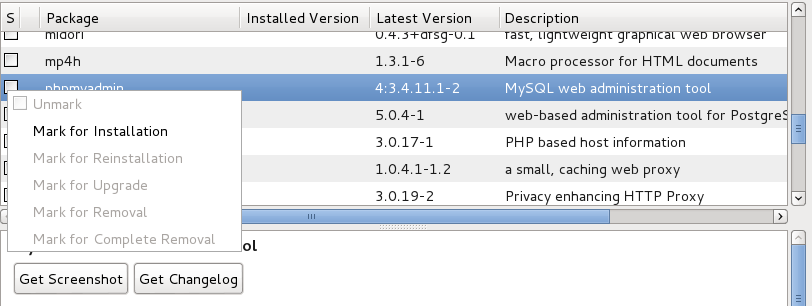 S Package Installed Version Latest Version Description
midori 0.4.3+dfsg-0.1 fast, lightweight graphical web browser
mp4h 1.3.1-6 Macro processor for HTML documents
phpmyadmin 4:3.4.11.1-2 MySQL web administration tool
Unmark
5.0.4-1 web-based administration tool for PostgreS
Mark for Installation
3.0.17-1 PHP based host information
Mark for Reinstallation
1.0.4.1-1.2 a small, caching web proxy
Mark for Upgrade
3.0.19-2 Privacy enhancing HTTP Proxy
Mark for Removal
Mark for Complete Removal
ol
Get Screenshot Get Changelog